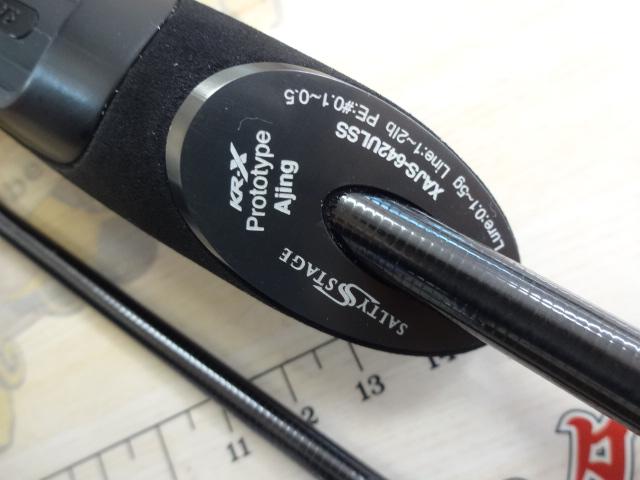 KR-X
Prototype
Ajing
XAJS-642ULSS
Lure:0.1~5g Line:1~2lb PE:#0.1~0.5
SALTY STAGE
11
13
14